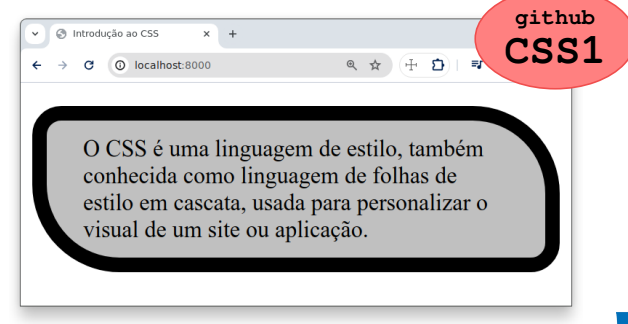 github
CSS1
Introdução ao CSS
localhost:8000
O CSS é uma linguagem de estilo, também
conhecida como linguagem de folhas de
estilo em cascata, usada para personalizar o
visual de um site ou aplicação.